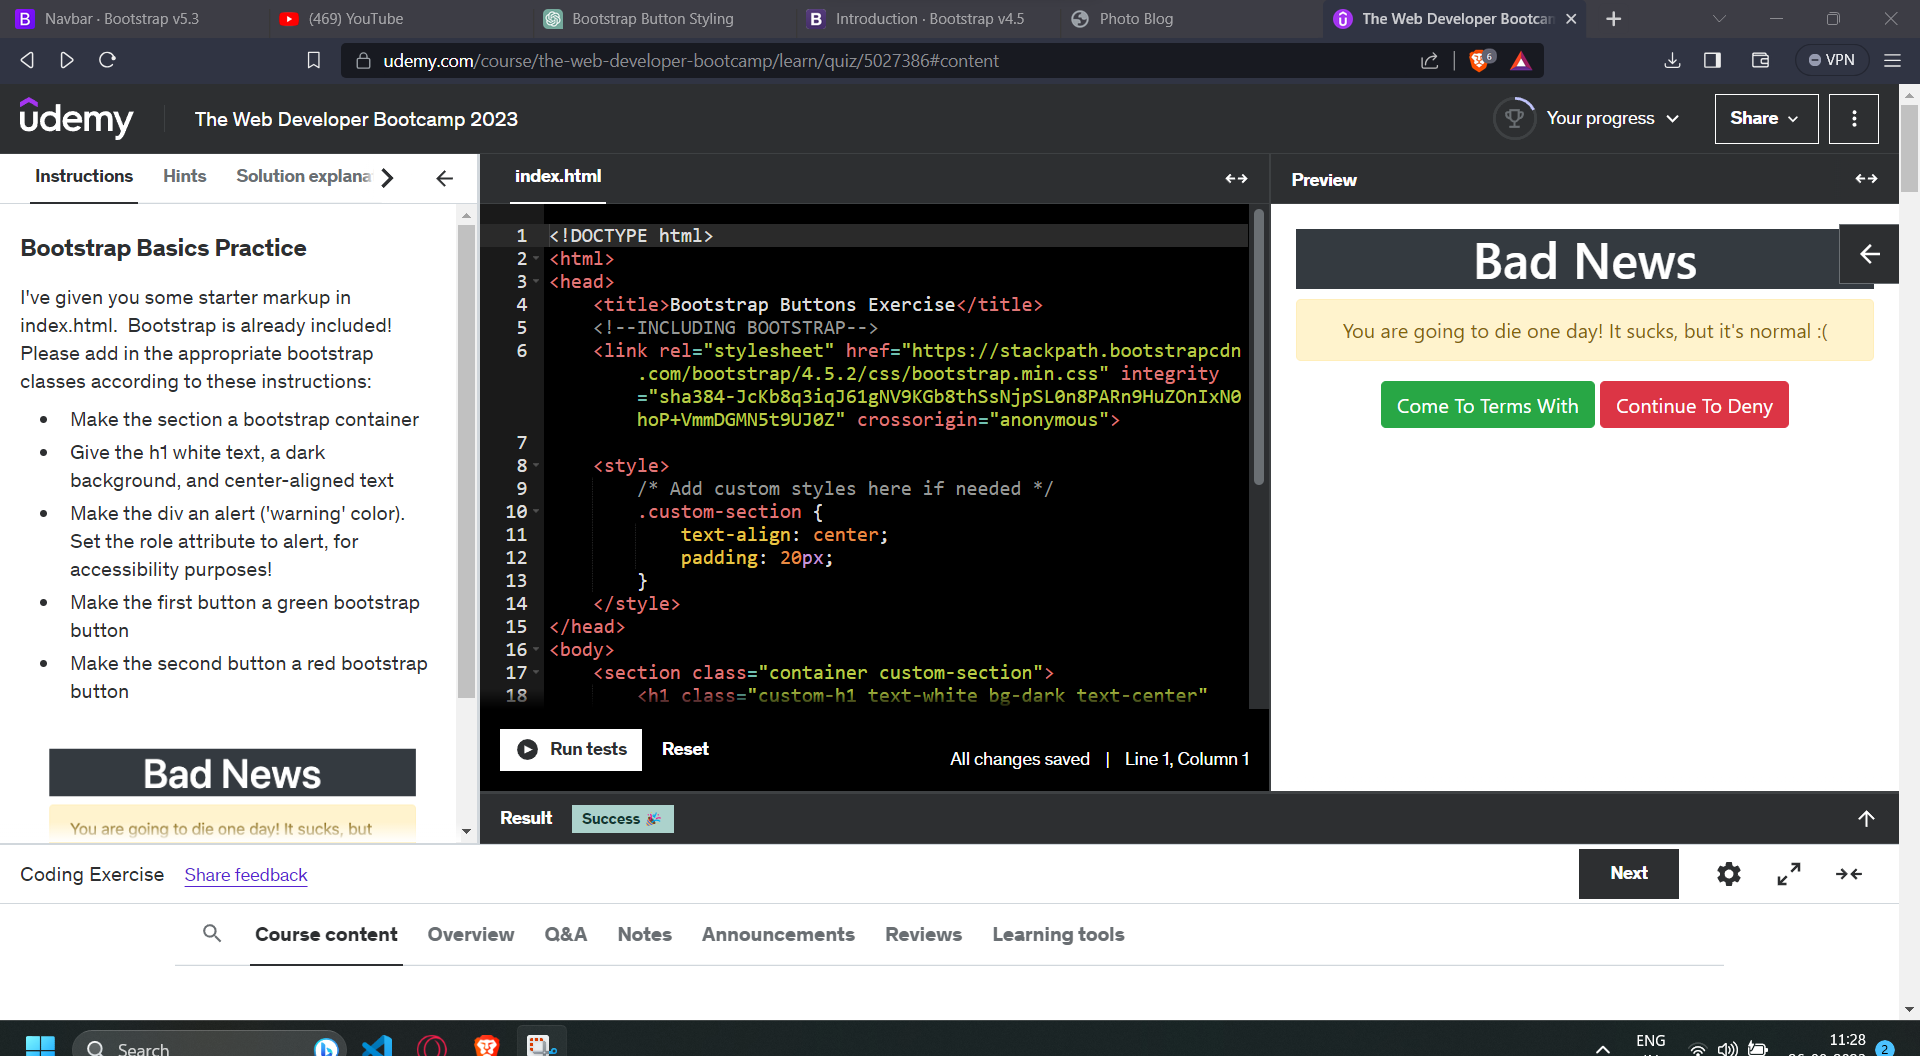 Navbar · Bootstrap v5.3
(469) YouTube
Bootstrap Button Styling
Introduction · Bootstrap v4.5
Photo Blog
The Web Developer Bootcan
udemy.com/course/the-web-developer-bootcamp/learn/quiz/5027386#content
6
VPN
udemy
The Web Developer Bootcamp 2023
Your progress
Share
Instructions
Hints
Solution explana
Bootstrap Basics Practice
I've given you some starter markup in
index.html.  Bootstrap is already included!
Please add in the appropriate bootstrap
classes according to these instructions:
• Make the section a bootstrap container
• Give the h1 white text, a dark
background, and center-aligned text
• Make the div an alert ('warning' color).
Set the role attribute to alert, for
accessibility purposes!
• Make the first button a green bootstrap
button
• Make the second button a red bootstrap
button
Bad News
You are going to die one day! It sucks, but
index.html
1 <!DOCTYPE html>
2 <html>
3 <head>
4 <title>Bootstrap Buttons Exercise</title>
5 <!--INCLUDING BOOTSTRAP-->
6 <link rel="stylesheet" href="https://stackpath.bootstrapcdn
.com/bootstrap/4.5.2/css/bootstrap.min.css" integrity
="sha384-JcKb8q3iqJ61gNV9KGb8thSsNjpSL0n8PARn9HuZOnIxN0
hoP+VmmDGMN5t9UJ0Z" crossorigin="anonymous">
7
8 <style>
9 /* Add custom styles here if needed */
10 .custom-section {
11 text-align: center;
12 padding: 20px;
13 }
14 </style>
15 </head>
16 <body>
17 <section class="container custom-section">
18 <h1 class="custom-h1 text-white bg-dark text-center"
Run tests
Reset
All changes saved | Line 1, Column 1
Preview
Bad News
You are going to die one day! It sucks, but it's normal :(
Come To Terms With
Continue To Deny
Result
Success
Coding Exercise
Share feedback
Next
Course content
Overview
Q&A
Notes
Announcements
Reviews
Learning tools
Search
ENG
11:28
2